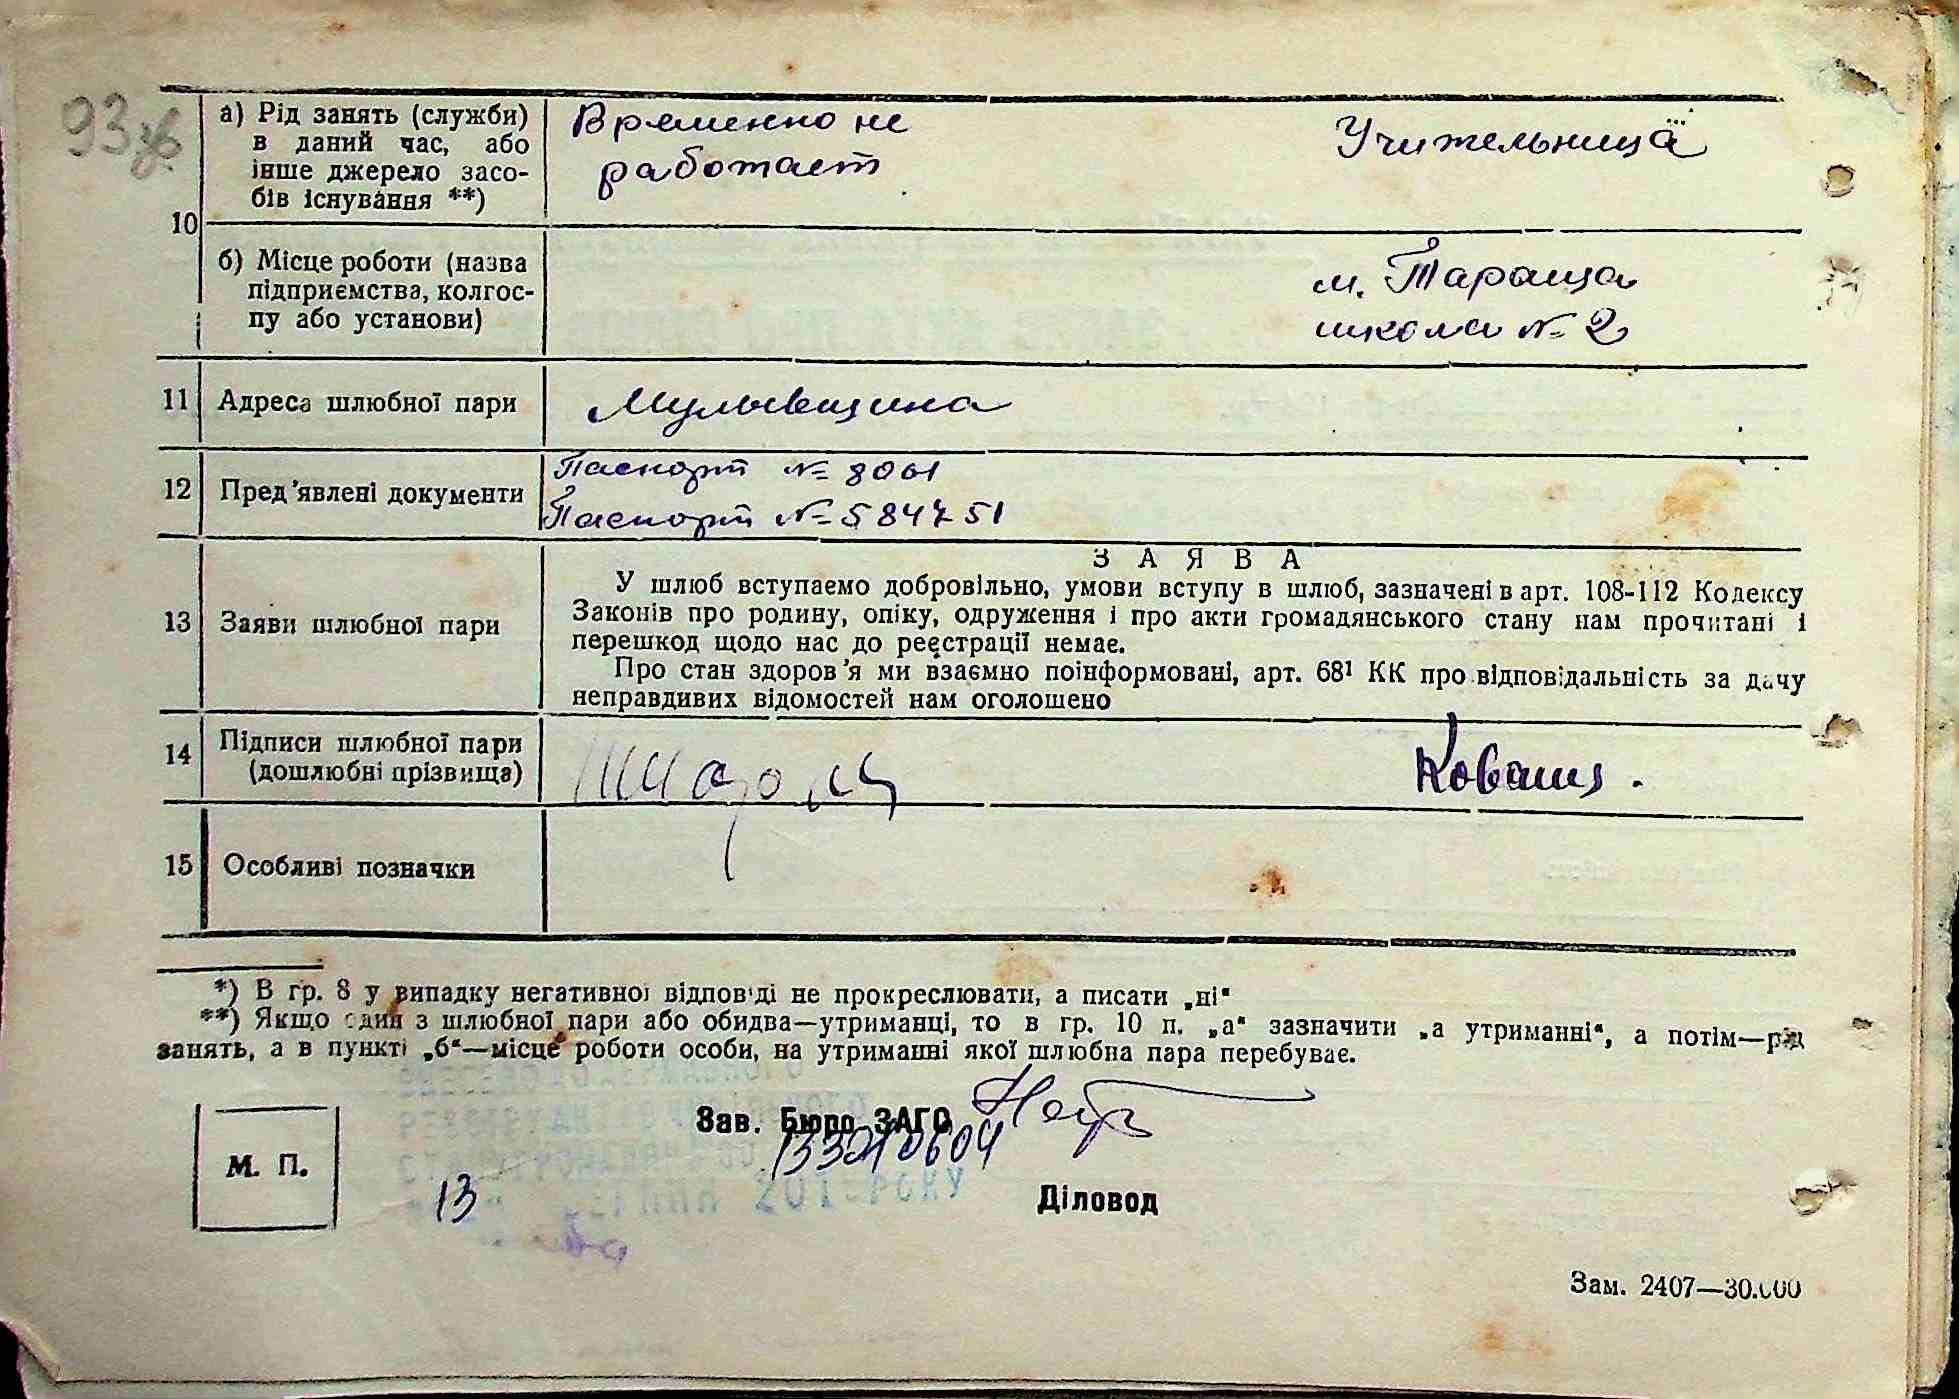 93зв
10
а) Рід занять (служби)
в даний час, або
інше джерело засо-
бів існування **)
Временно не
работает
Учительница
б) Місце роботи (назва
підприємства, колгос-
пу або установи)
м. Тараща
школа № 2
11 Адреса шлюбної пари
12 Пред'явлені документи
Паспорт № 8061
Паспорт №
13 Заяви шлюбної пари
ЗАЯВА
У шлюб вступаемо добровільно, умови вступу в шлюб, зазначені в арт. 108-112 Кодексу
Законів про родину, опіку, одруження і про акти громадянського стану нам прочитані і
перешкод щодо нас до реєстрації немає.
Про стан здоров'я ми взаємно поінформовані, арт. 68¹ КК про відповідальність за дачу
неправдивих відомостей нам оголошено
14 Підписи шлюбної пари
(дошлюбні прізвища)
15 Особливі позначки
*) В гр. 8 у випадку негативної відповіді не прокреслювати, а писати „ні“
**) Якщо один з шлюбної пари або обидва—утриманці, то в гр. 10 п. „а“ зазначити „а утриманні“, а потім—рід
занять, а в пункті „б“—місце роботи особи, на утриманні якої шлюбна пара перебуває.
Зав. Бюро ЗАГС
М. П.
13
Діловод
Зам. 2407—30.000